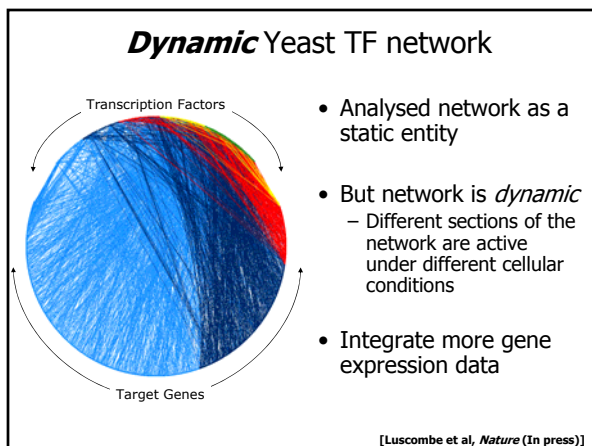 Dynamic Yeast TF network
Transcription Factors
Target Genes
• Analysed network as a
static entity
• But network is dynamic
– Different sections of the
network are active
under different cellular
conditions
• Integrate more gene
expression data
[Luscombe et al, Nature (In press)]